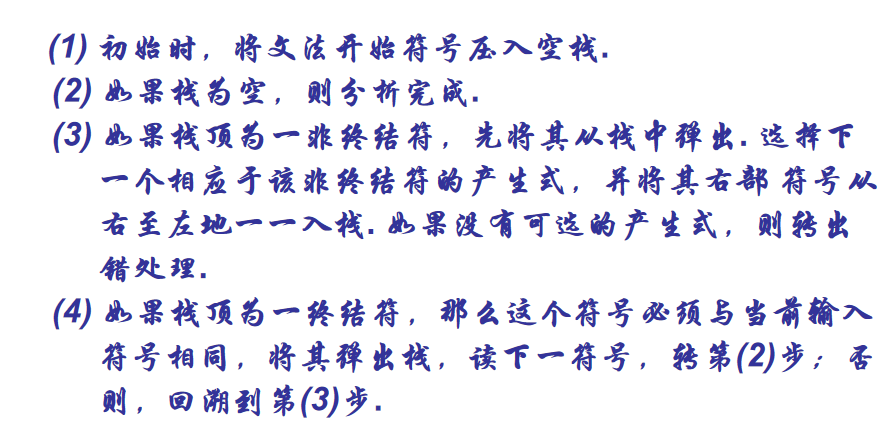 (1) 初始时，将文法开始符号压入空栈.
(2) 如果栈为空，则分析完成.
(3) 如果栈顶为一非终结符，先将其从栈中弹出. 选择下
一个相应于该非终结符的产生式，并将其右部 符号从
右至左地一一入栈. 如果没有可选的产生式，则转出
错处理.
(4) 如果栈顶为一终结符，那么这个符号必须与当前输入
符号相同，将其弹出栈，读下一符号，转第(2)步；否
则，回溯到第(3)步.